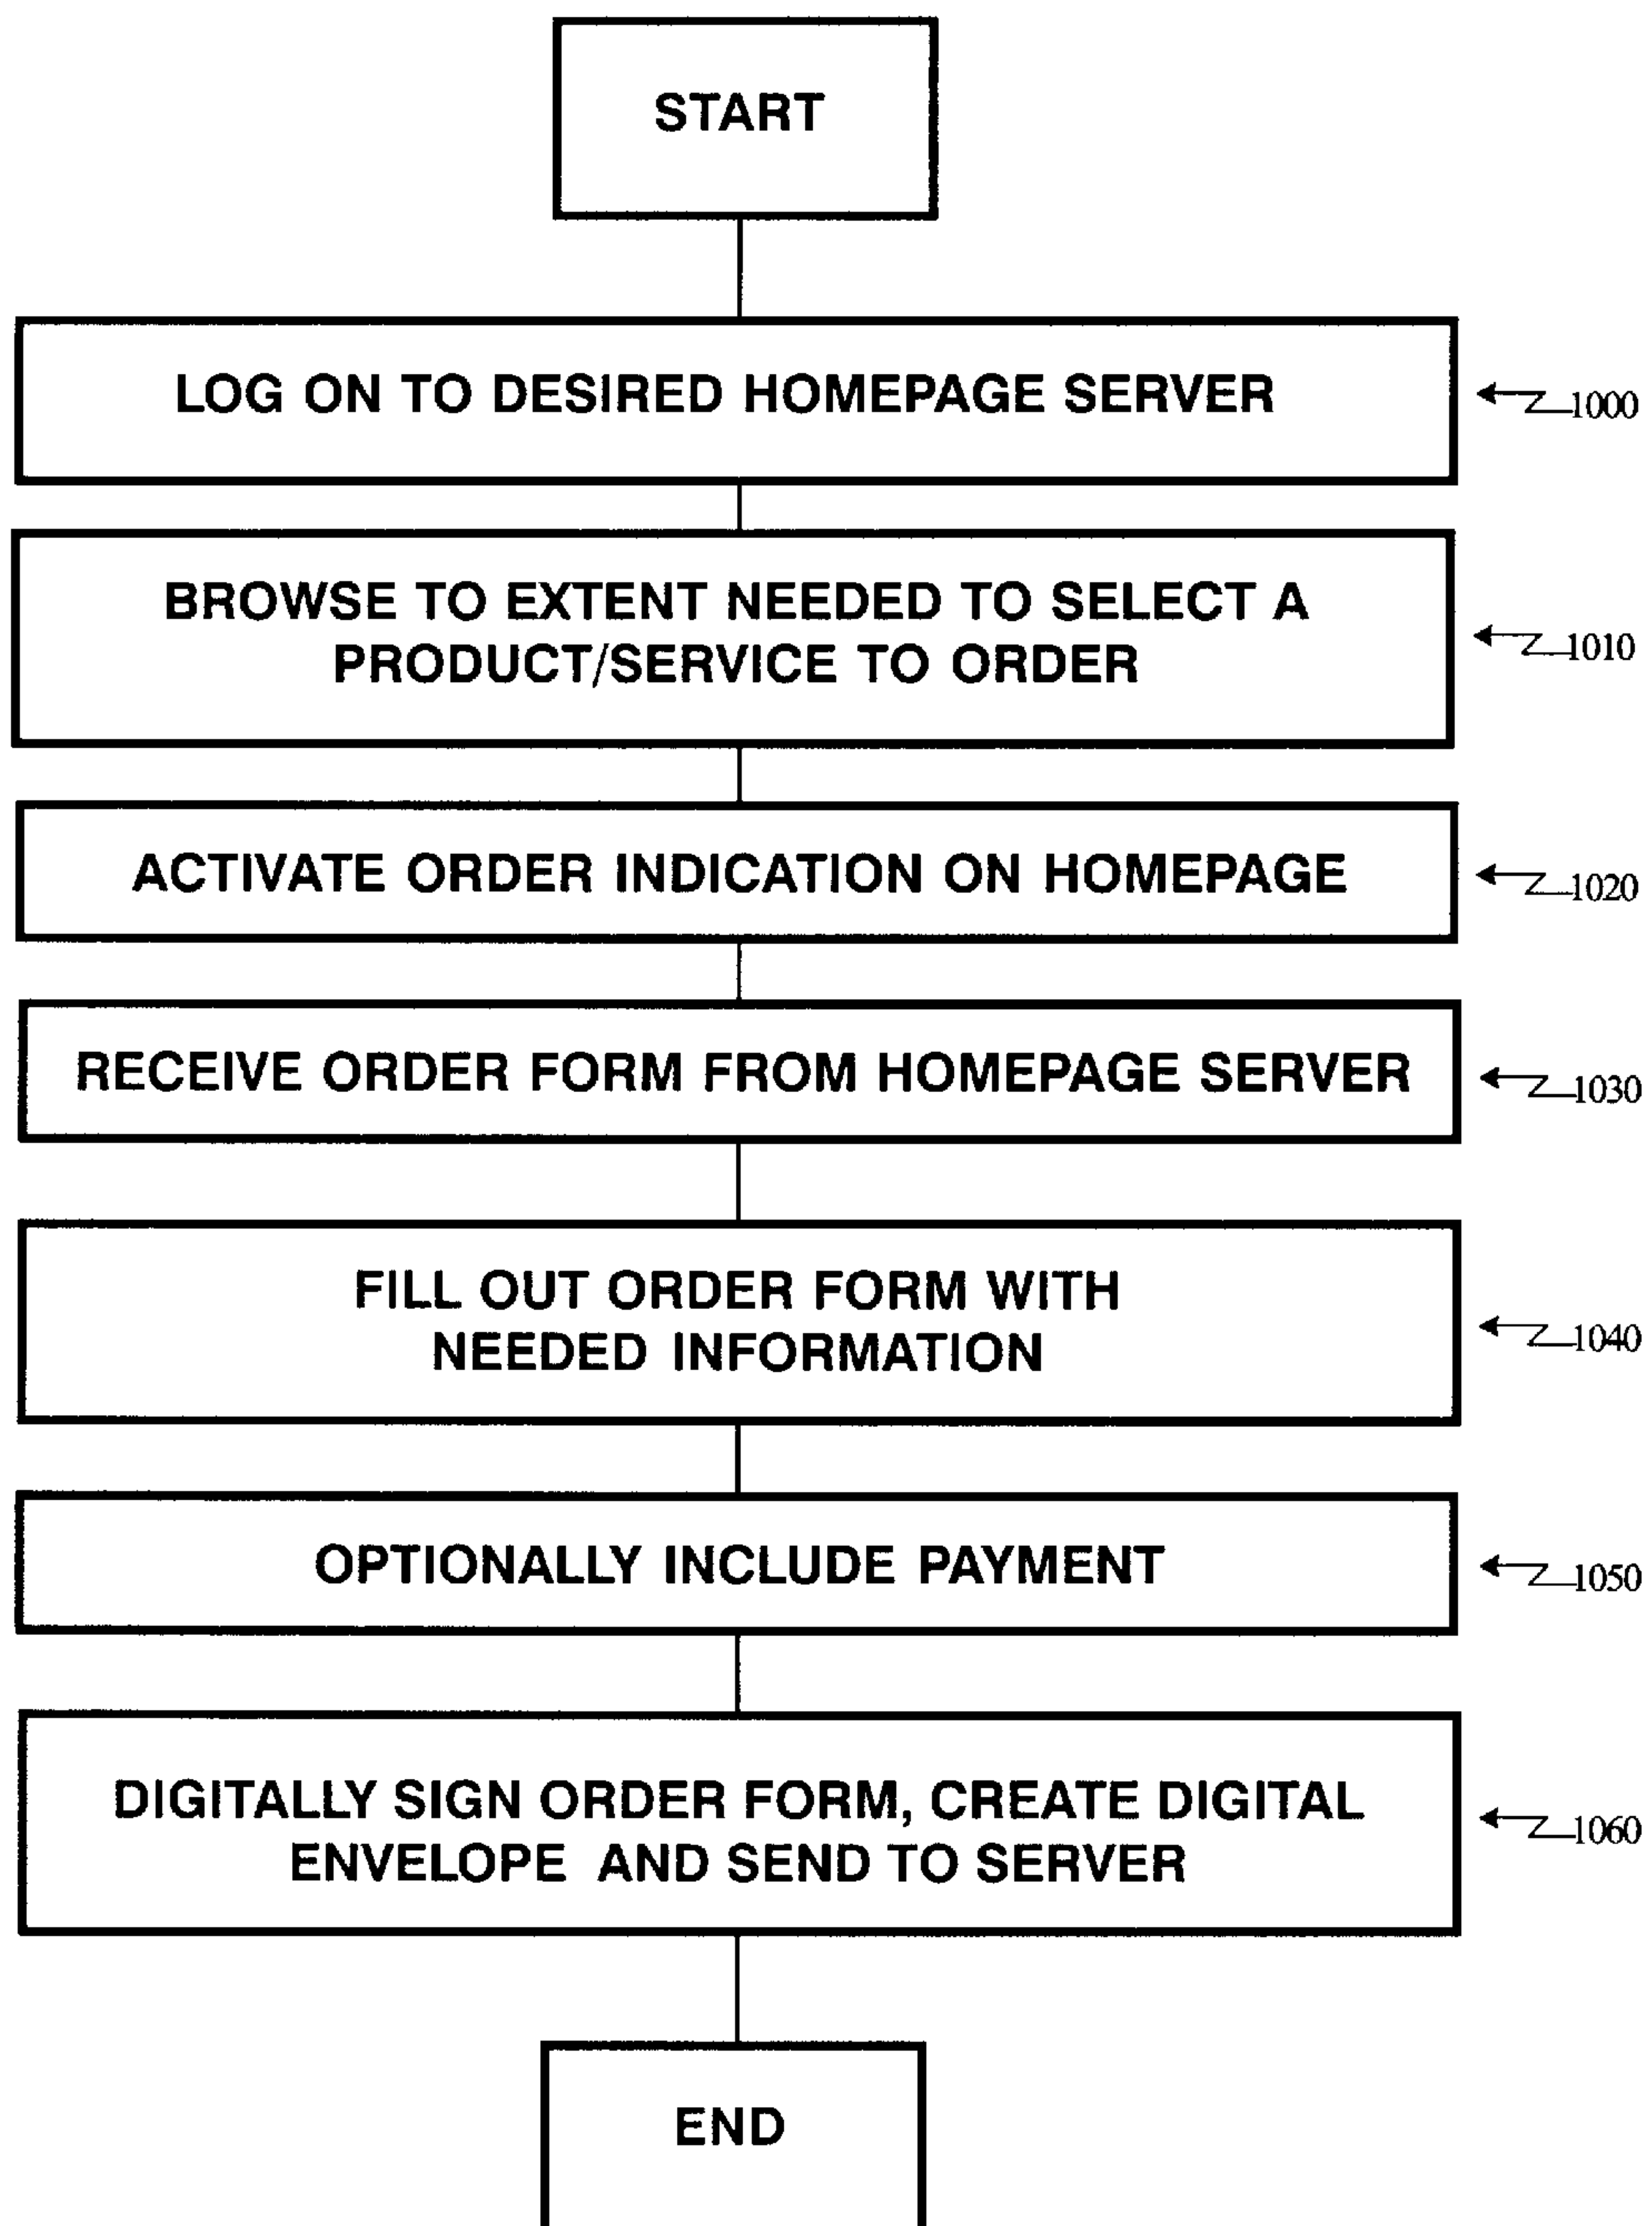 START
LOG ON TO DESIRED HOMEPAGE SERVER
1000
BROWSE TO EXTENT NEEDED TO SELECT A
PRODUCT/SERVICE TO ORDER
1010
ACTIVATE ORDER INDICATION ON HOMEPAGE
1020
RECEIVE ORDER FORM FROM HOMEPAGE SERVER
1030
FILL OUT ORDER FORM WITH
NEEDED INFORMATION
1040
OPTIONALLY INCLUDE PAYMENT
1050
DIGITALLY SIGN ORDER FORM, CREATE DIGITAL
ENVELOPE AND SEND TO SERVER
1060
END